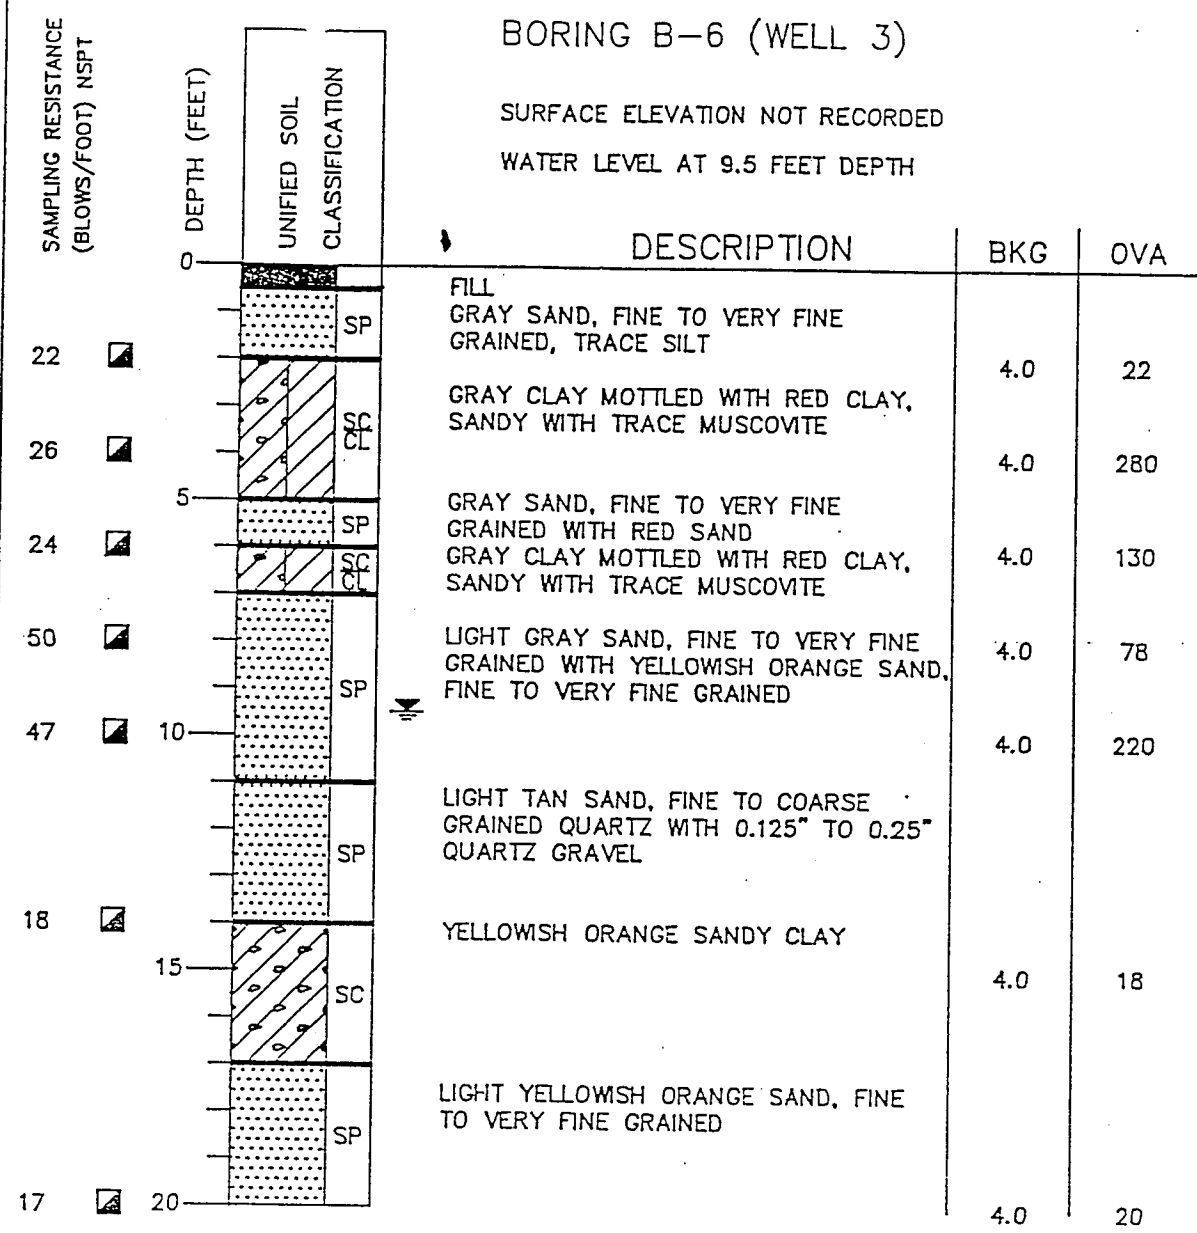 BORING B-6 (WELL 3)
SURFACE ELEVATION NOT RECORDED
WATER LEVEL AT 9.5 FEET DEPTH
SAMPLING RESISTANCE
(BLOWS/FOOT) NSPT
DEPTH (FEET)
UNIFIED SOIL
CLASSIFICATION
DESCRIPTION BKG OVA
0
FILL
SP GRAY SAND, FINE TO VERY FINE
GRAINED, TRACE SILT
22 4.0 22
GRAY CLAY MOTTLED WITH RED CLAY,
SC SANDY WITH TRACE MUSCOVITE
CL
26 4.0 280
5
GRAY SAND, FINE TO VERY FINE
SP GRAINED WITH RED SAND
24 GRAY CLAY MOTTLED WITH RED CLAY, 4.0 130
SC
CL SANDY WITH TRACE MUSCOVITE
50 LIGHT GRAY SAND, FINE TO VERY FINE 4.0 78
GRAINED WITH YELLOWISH ORANGE SAND,
SP FINE TO VERY FINE GRAINED
47 10 4.0 220
LIGHT TAN SAND, FINE TO COARSE
GRAINED QUARTZ WITH 0.125" TO 0.25"
SP QUARTZ GRAVEL
18 YELLOWISH ORANGE SANDY CLAY
15 4.0 18
SC
LIGHT YELLOWISH ORANGE SAND, FINE
TO VERY FINE GRAINED
SP
17 20 4.0 20